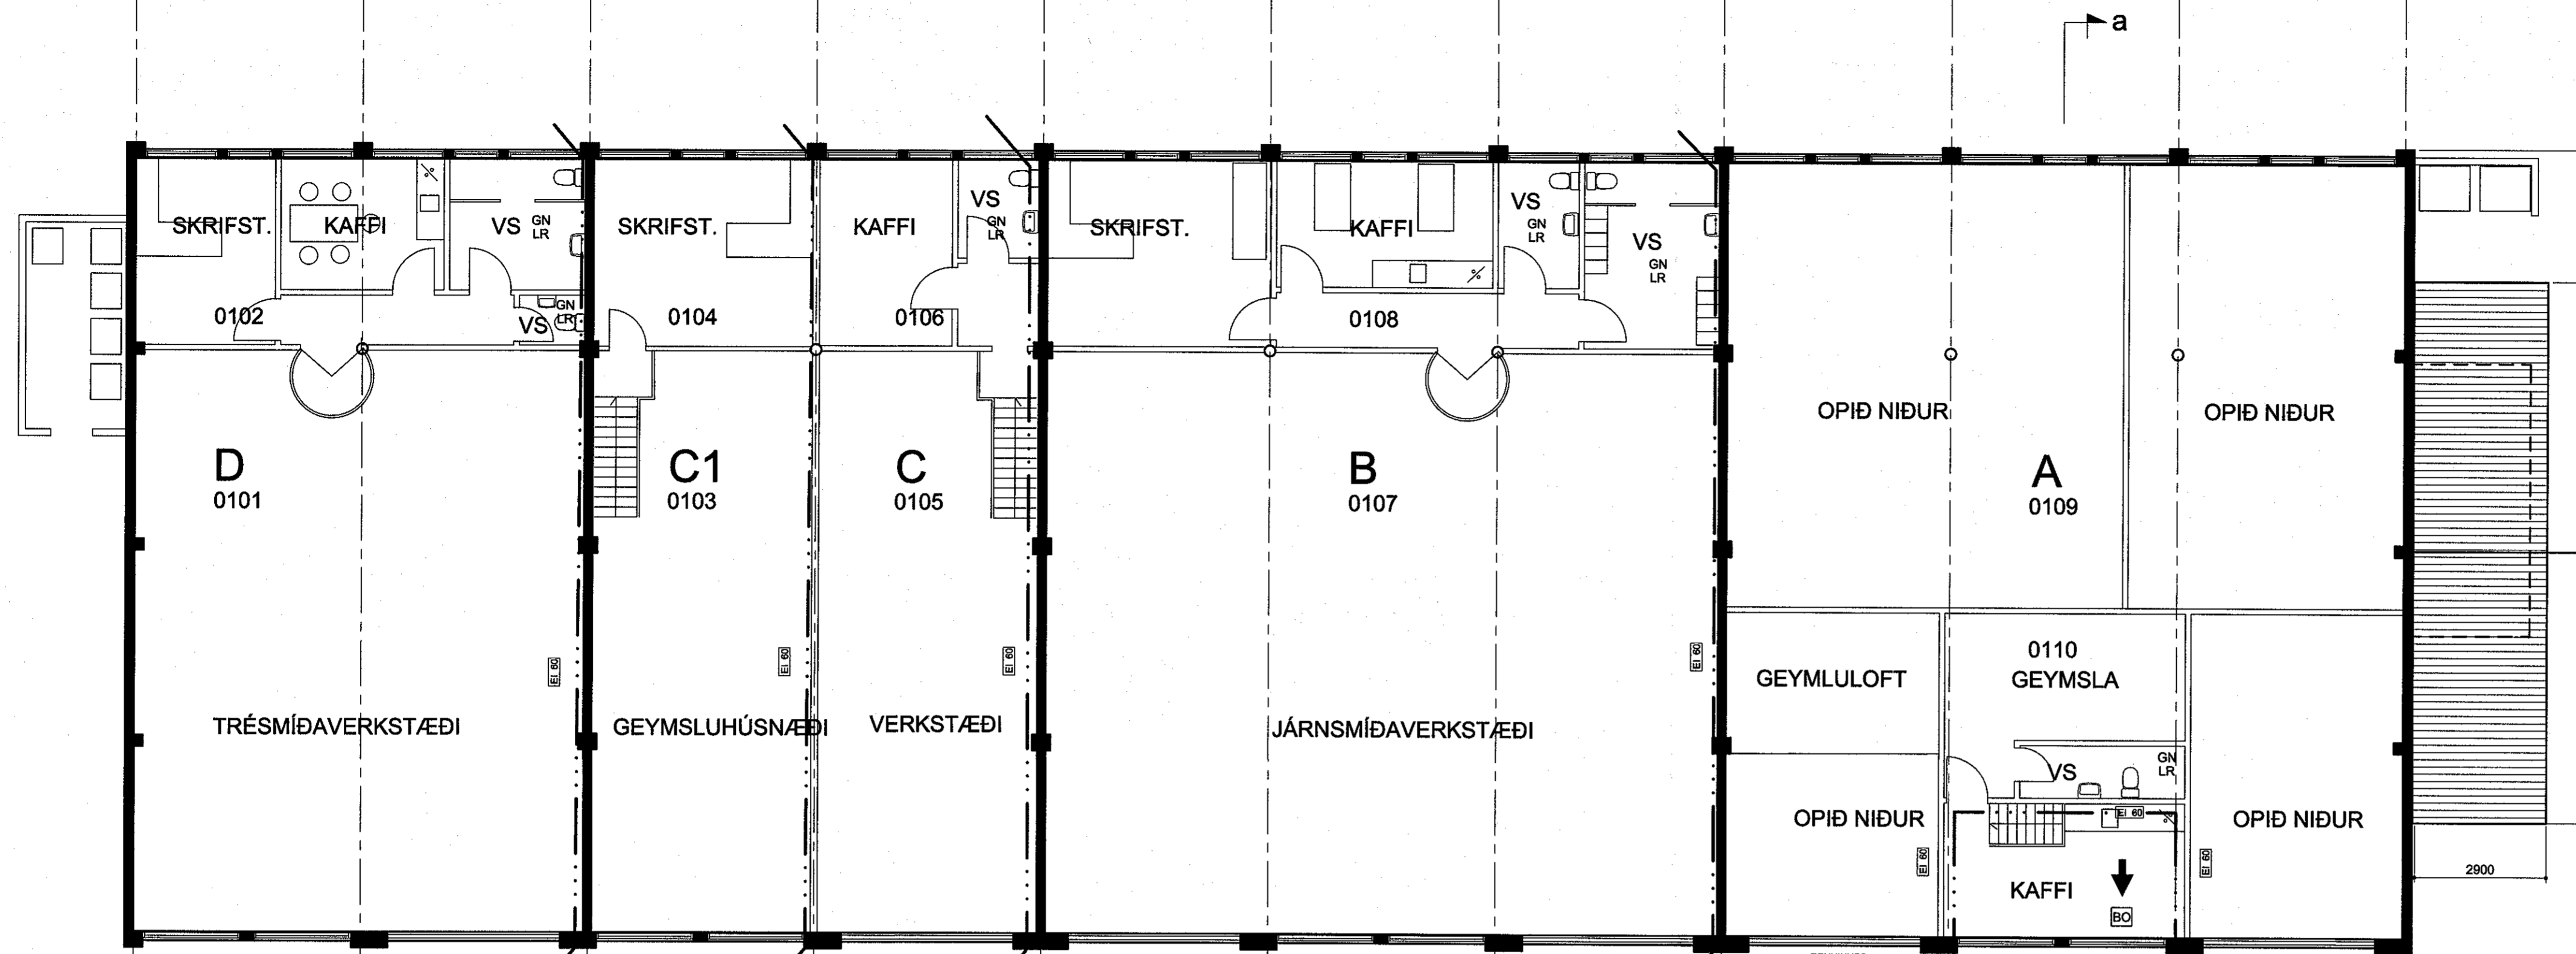 a
SKRIFST.
KAFFI
VS
GN
LR
SKRIFST.
KAFFI
VS
GN
LR
SKRIFST.
KAFFI
VS
GN
LR
VS
GN
LR
0102
VS
GN
LR
0104
0106
0108
OPIÐ NIÐUR
OPIÐ NIÐUR
D
0101
C1
0103
C
0105
B
0107
A
0109
EI 60
EI 60
EI 60
EI 60
0110
GEYMSLA
GEYMLULOFT
TRÉSMÍÐAVERKSTÆÐI
GEYMSLUHÚSNÆÐI
VERKSTÆÐI
JÁRNSMÍÐAVERKSTÆÐI
VS
GN
LR
OPIÐ NIÐUR
EI 60
OPIÐ NIÐUR
EI 60
EI 60
KAFFI
BO
2900